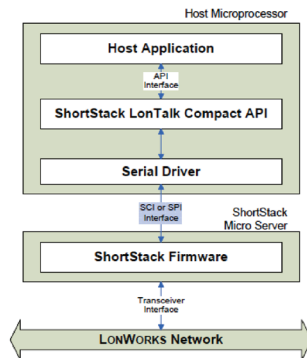 Host Microprocessor
Host Application
API
Interface
ShortStack LonTalk Compact API
Serial Driver
SCI or SPI
Interface
ShortStack
Micro Server
ShortStack Firmware
Transceiver
Interface
LONWORKS Network